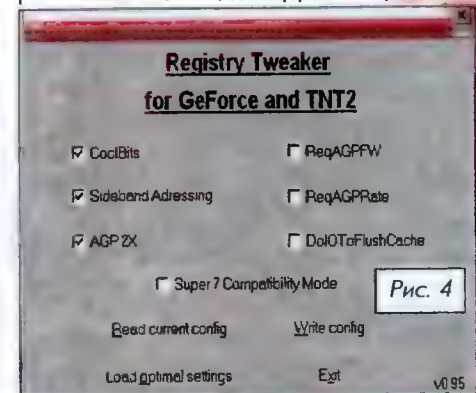 Registry Tweaker
for GeForce and TNT2
CoolBits
ReqAGPFW
Sideband Adressing
ReqAGPRate
AGP 2X
DoIOToFlushCache
Super 7 Compatibility Mode
Рис. 4
Read current config
Write config
Load optimal settings
Exit
v0.95